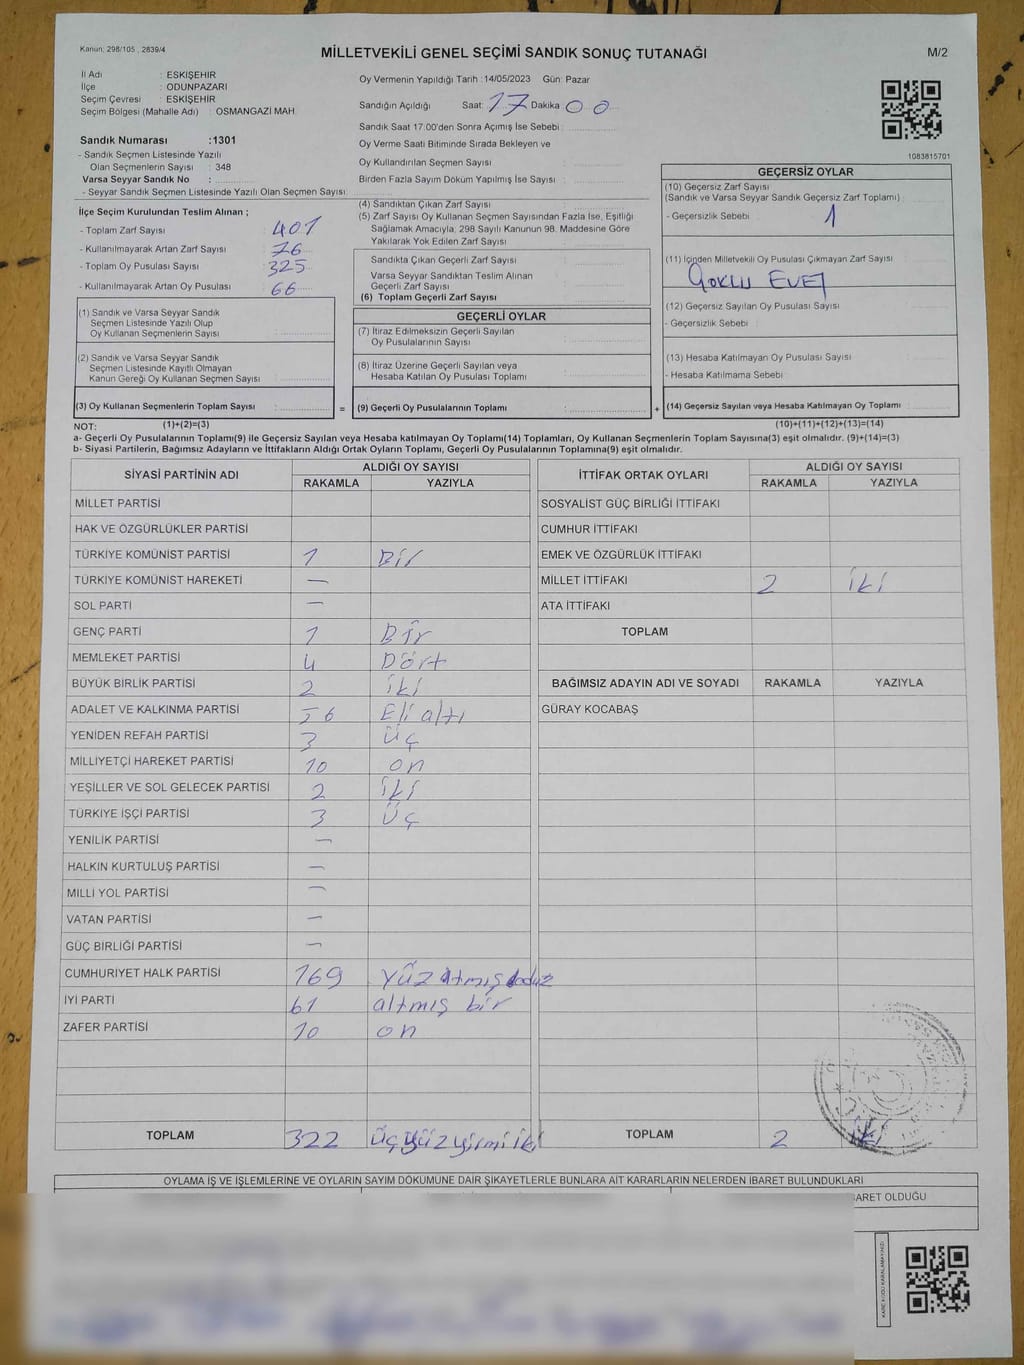 Kanun: 298/105 , 2839/4
MİLLETVEKİLİ GENEL SEÇİMİ SANDIK SONUÇ TUTANAĞI
M/2
İl Adı : ESKİŞEHİR
İlçe : ODUNPAZARI
Seçim Çevresi : ESKİŞEHİR
Seçim Bölgesi (Mahalle Adı) : OSMANGAZİ MAH.
Sandık Numarası :1301
- Sandık Seçmen Listesinde Yazılı
Olan Seçmenlerin Sayısı : 348
Varsa Seyyar Sandık No :
- Seyyar Sandık Seçmen Listesinde Yazılı Olan Seçmen Sayısı:
Oy Vermenin Yapıldığı Tarih :14/05/2023 Gün: Pazar
Sandığın Açıldığı Saat: 17 Dakika 00
Sandık Saat 17:00'den Sonra Açımış İse Sebebi :
Oy Verme Saati Bitiminde Sırada Bekleyen ve
Oy Kullandırılan Seçmen Sayısı :
Birden Fazla Sayım Döküm Yapılmış İse Sayısı :
1083815701
İlçe Seçim Kurulundan Teslim Alınan ;
- Toplam Zarf Sayısı : 401
- Kullanılmayarak Artan Zarf Sayısı : 76
- Toplam Oy Pusulası Sayısı : 325
- Kullanılmayarak Artan Oy Pusulası : 66
(1) Sandık ve Varsa Seyyar Sandık
Seçmen Listesinde Yazılı Olup
Oy Kullanan Seçmenlerin Sayısı :
(2) Sandık ve Varsa Seyyar Sandık
Seçmen Listesinde Kayıtlı Olmayan
Kanun Gereği Oy Kullanan Seçmen Sayısı :
(3) Oy Kullanan Seçmenlerin Toplam Sayısı :
=
(4) Sandıktan Çıkan Zarf Sayısı :
(5) Zarf Sayısı Oy Kullanan Seçmen Sayısından Fazla İse, Eşitliği
Sağlamak Amacıyla, 298 Sayılı Kanunun 98. Maddesine Göre
Yakılarak Yok Edilen Zarf Sayısı :
Sandıkta Çıkan Geçerli Zarf Sayısı :
Varsa Seyyar Sandıktan Teslim Alınan
Geçerli Zarf Sayısı :
(6) Toplam Geçerli Zarf Sayısı :
GEÇERLİ OYLAR
(7) İtiraz Edilmeksizin Geçerli Sayılan
Oy Pusulalarının Sayısı :
(8) İtiraz Üzerine Geçerli Sayılan veya
Hesaba Katılan Oy Pusulası Toplamı :
(9) Geçerli Oy Pusulalarının Toplamı :
+
GEÇERSİZ OYLAR
(10) Geçersiz Zarf Sayısı
(Sandık ve Varsa Seyyar Sandık Geçersiz Zarf Toplamı) :
- Geçersizlik Sebebi : 1
(11) İçinden Milletvekili Oy Pusulası Çıkmayan Zarf Sayısı :
(12) Geçersiz Sayılan Oy Pusulası Sayısı :
- Geçersizlik Sebebi :
(13) Hesaba Katılmayan Oy Pusulası Sayısı :
- Hesaba Katılmama Sebebi :
(14) Geçersiz Sayılan veya Hesaba Katılmayan Oy Toplamı :
NOT: (1)+(2)=(3) (10)+(11)+(12)+(13)=(14)
a- Geçerli Oy Pusulalarının Toplamı(9) ile Geçersiz Sayılan veya Hesaba katılmayan Oy Toplamı(14) Toplamları, Oy Kullanan Seçmenlerin Toplam Sayısına(3) eşit olmalıdır. (9)+(14)=(3)
b- Siyasi Partilerin, Bağımsız Adayların ve İttifakların Aldığı Ortak Oyların Toplamı, Geçerli Oy Pusulalarının Toplamına(9) eşit olmalıdır.
SİYASİ PARTİNİN ADI ALDIĞI OY SAYISI
RAKAMLA YAZIYLA
MİLLET PARTİSİ
HAK VE ÖZGÜRLÜKLER PARTİSİ
TÜRKİYE KOMÜNİST PARTİSİ 1 Bir
TÜRKİYE KOMÜNİST HAREKETİ —
SOL PARTİ —
GENÇ PARTİ 1 Bir
MEMLEKET PARTİSİ 4 Dört
BÜYÜK BİRLİK PARTİSİ 2 iki
ADALET VE KALKINMA PARTİSİ 56 Eli altı
YENİDEN REFAH PARTİSİ 3 Üç
MİLLİYETÇİ HAREKET PARTİSİ 10 on
YEŞİLLER VE SOL GELECEK PARTİSİ 2 iki
TÜRKİYE İŞÇİ PARTİSİ 3 Üç
YENİLİK PARTİSİ —
HALKIN KURTULUŞ PARTİSİ —
MİLLİ YOL PARTİSİ —
VATAN PARTİSİ —
GÜÇ BİRLİĞİ PARTİSİ —
CUMHURİYET HALK PARTİSİ 169 yüz atmış dokuz
İYİ PARTİ 61 altmış bir
ZAFER PARTİSİ 10 on
TOPLAM 322 Üçyüz yirmi iki
İTTİFAK ORTAK OYLARI ALDIĞI OY SAYISI
RAKAMLA YAZIYLA
SOSYALİST GÜÇ BİRLİĞİ İTTİFAKI
CUMHUR İTTİFAKI
EMEK VE ÖZGÜRLÜK İTTİFAKI
MİLLET İTTİFAKI 2 iki
ATA İTTİFAKI
TOPLAM
BAĞIMSIZ ADAYIN ADI VE SOYADI RAKAMLA YAZIYLA
GÜRAY KOCABAŞ
TOPLAM 2 iki
OYLAMA İŞ VE İŞLEMLERİNE VE OYLARIN SAYIM DÖKÜMÜNE DAİR ŞİKAYETLERLE BUNLARA AİT KARARLARIN NELERDEN İBARET BULUNDUKLARI
BARET OLDUĞU